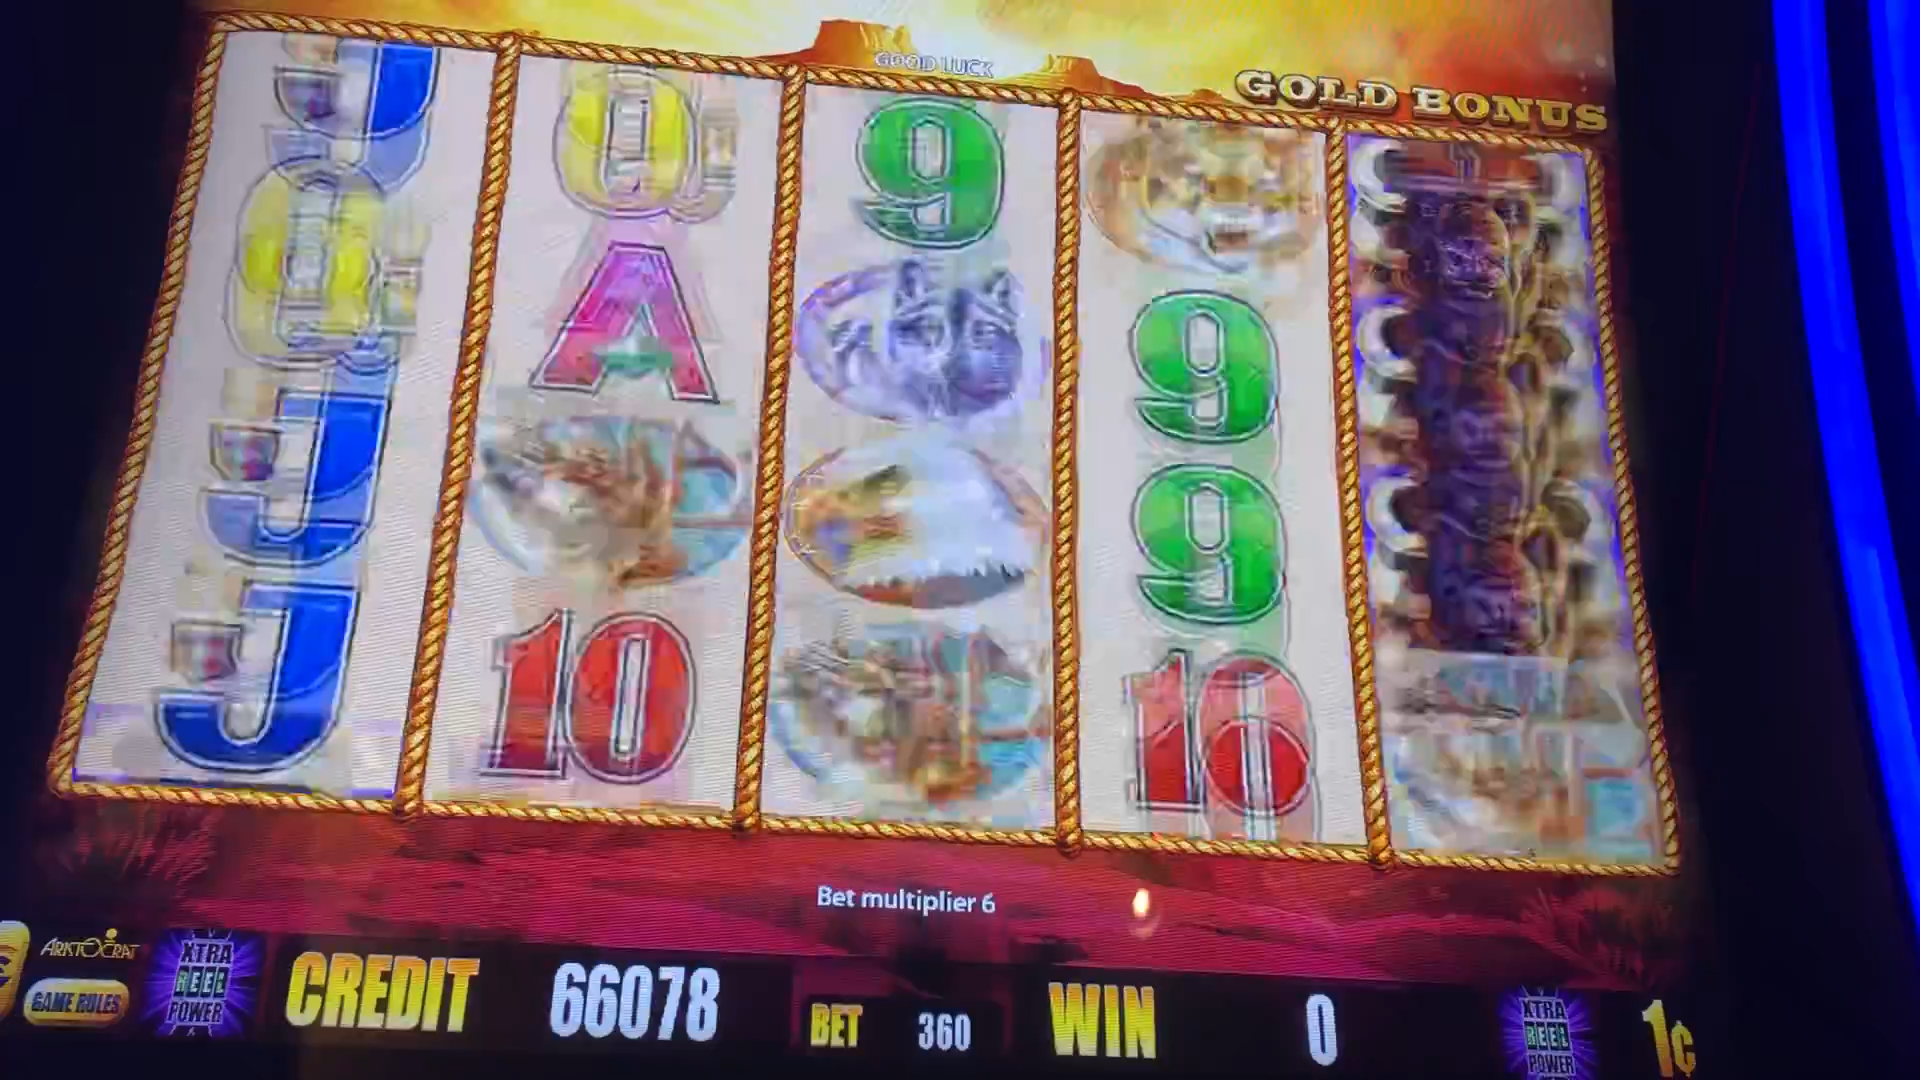 GOOD LUCK
GOLD BONUS
J
Q
J
J
Q
A
10
9
9
9
10
Bet multiplier 6
ARISTOCRAT
GAME RULES
XTRA
REEL
POWER
CREDIT 66078
BET 360
WIN 0
XTRA
REEL
POWER
1¢